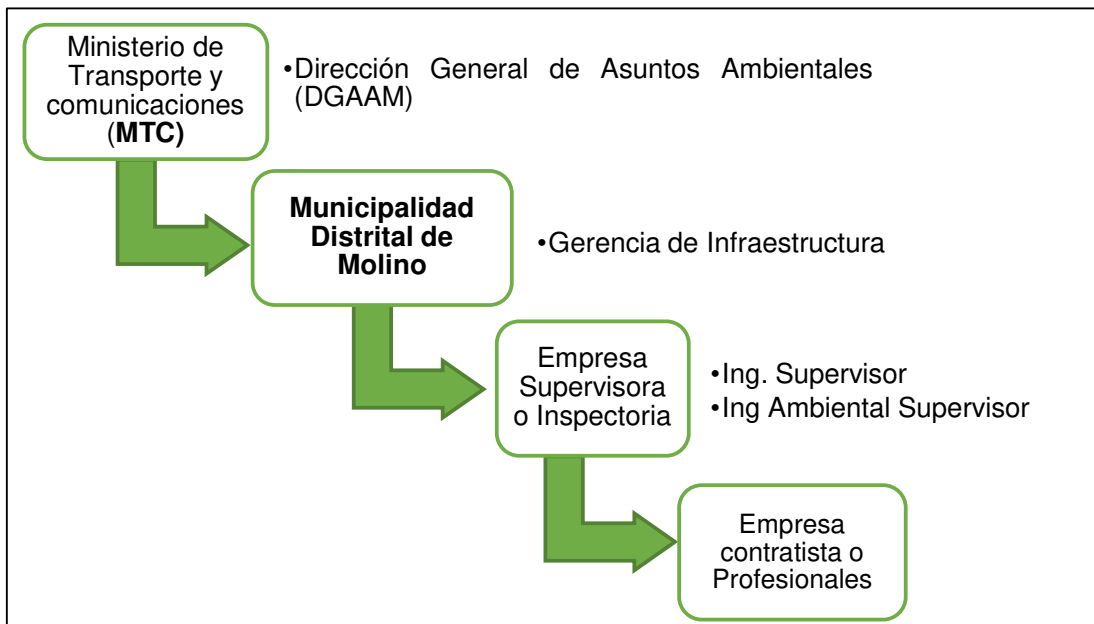 Ministerio de
Transporte y
comunicaciones
(MTC)
•Dirección General de Asuntos Ambientales
(DGAAM)
Municipalidad
Distrital de
Molino
•Gerencia de Infraestructura
Empresa
Supervisora
o Inspectoria
•Ing. Supervisor
•Ing Ambiental Supervisor
Empresa
contratista o
Profesionales